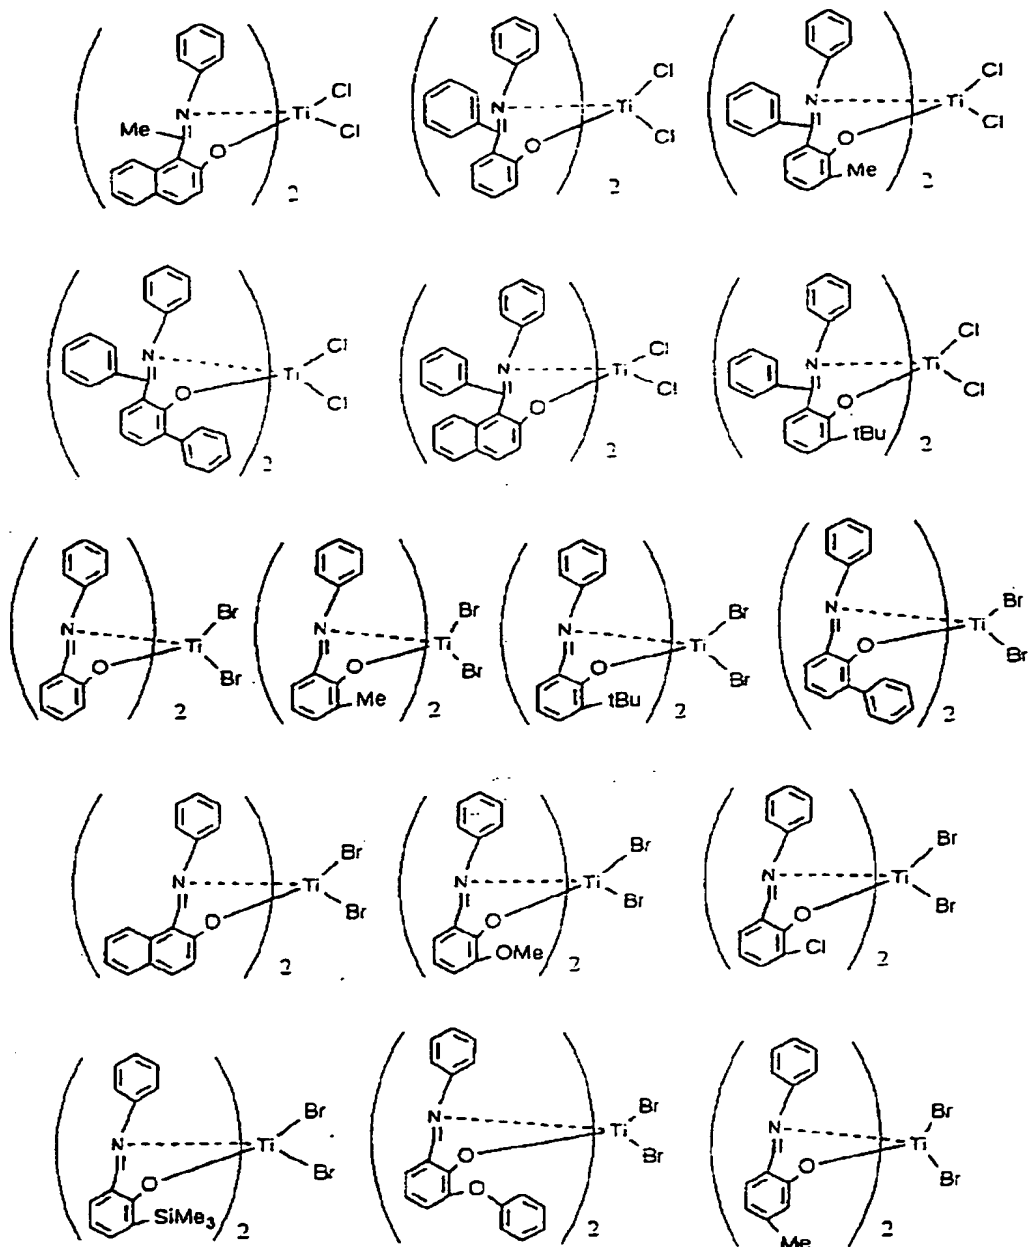 N Ti Cl Cl Me O 2
N Ti Cl Cl O 2
N Ti Cl Cl O Me 2
N Ti Cl Cl O 2
N Ti Cl Cl O 2
N Ti Cl Cl O tBu 2
N Ti Br Br O 2
N Ti Br Br O Me 2
N Ti Br Br O tBu 2
N Ti Br Br O 2
N Ti Br Br O 2
N Ti Br Br O OMe 2
N Ti Br Br O Cl 2
N Ti Br Br O SiMe3 2
N Ti Br Br O O 2
N Ti Br Br O Me 2